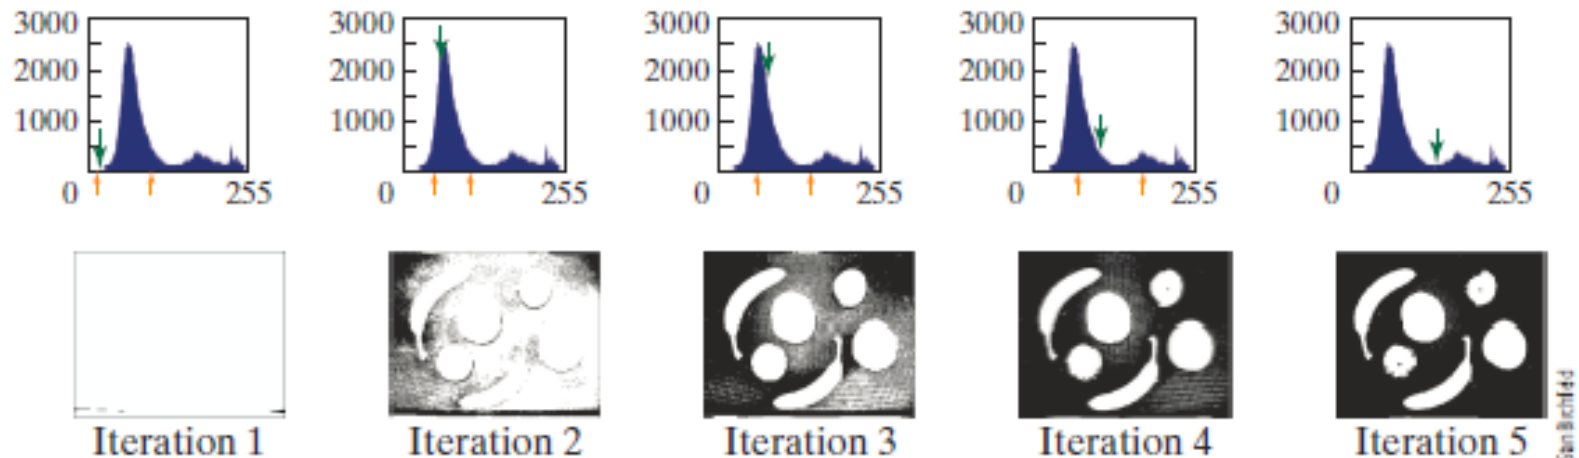 3000 3000 3000 3000 3000
2000 2000 2000 2000 2000
1000 1000 1000 1000 1000
0 255 0 255 0 255 0 255 0 255
Iteration 1 Iteration 2 Iteration 3 Iteration 4 Iteration 5